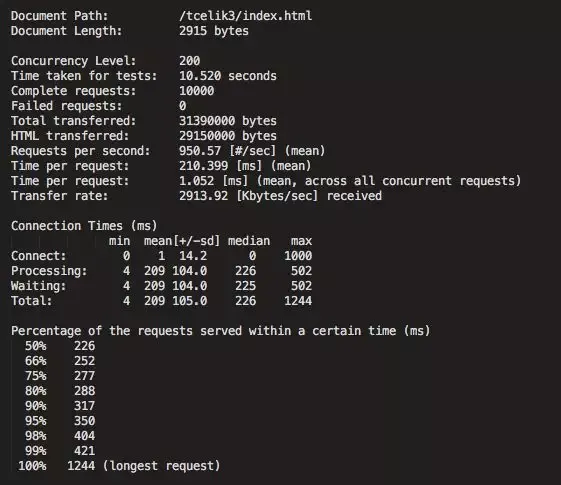 Document Path: /tcelik3/index.html
Document Length: 2915 bytes
Concurrency Level: 200
Time taken for tests: 10.520 seconds
Complete requests: 10000
Failed requests: 0
Total transferred: 31390000 bytes
HTML transferred: 29150000 bytes
Requests per second: 950.57 [#/sec] (mean)
Time per request: 210.399 [ms] (mean)
Time per request: 1.052 [ms] (mean, across all concurrent requests)
Transfer rate: 2913.92 [Kbytes/sec] received
Connection Times (ms)
min mean[+/-sd] median max
Connect: 0 1 14.2 0 1000
Processing: 4 209 104.0 226 502
Waiting: 4 209 104.0 225 502
Total: 4 209 105.0 226 1244
Percentage of the requests served within a certain time (ms)
50% 226
66% 252
75% 277
80% 288
90% 317
95% 350
98% 404
99% 421
100% 1244 (longest request)